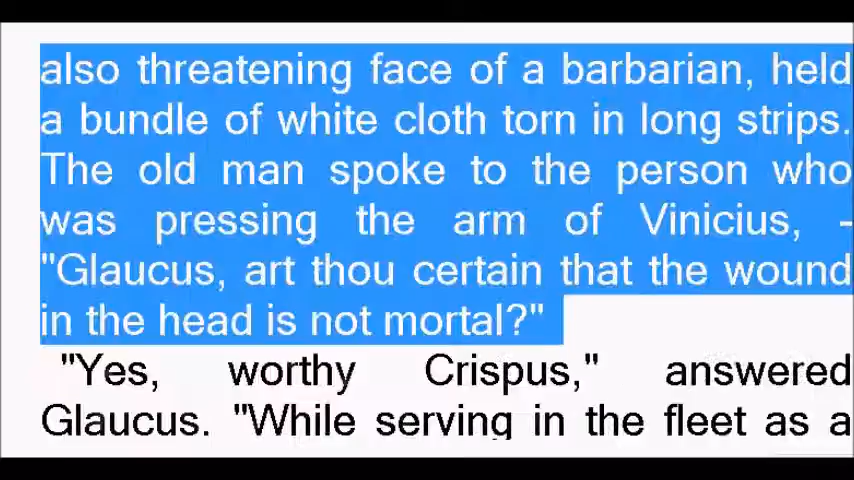 also threatening face of a barbarian, held
a bundle of white cloth torn in long strips.
The old man spoke to the person who
was pressing the arm of Vinicius, -
"Glaucus, art thou certain that the wound
in the head is not mortal?"
"Yes, worthy Crispus," answered
Glaucus. "While serving in the fleet as a